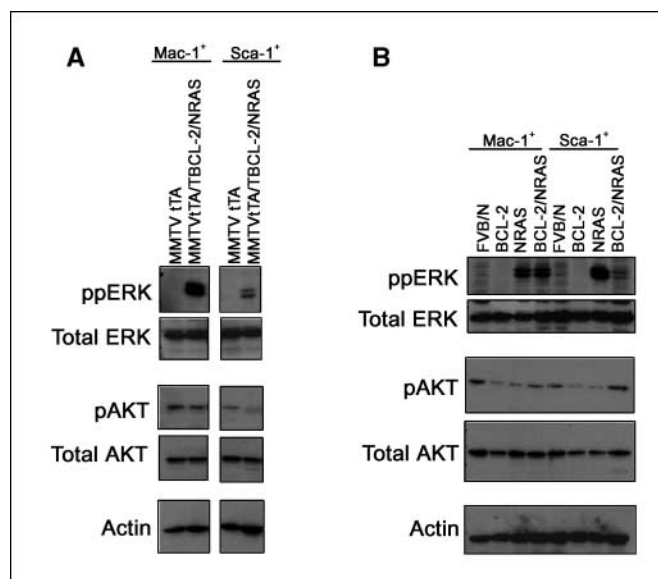 A
Mac-1+ Sca-1+
MMTV tTA
MMTVtTA/TBCL-2/NRAS
MMTV tTA
MMTVtTA/TBCL-2/NRAS
ppERK
Total ERK
pAKT
Total AKT
Actin
B
Mac-1+ Sca-1+
FVB/N
BCL-2
NRAS
BCL-2/NRAS
FVB/N
BCL-2
NRAS
BCL-2/NRAS
ppERK
Total ERK
pAKT
Total AKT
Actin